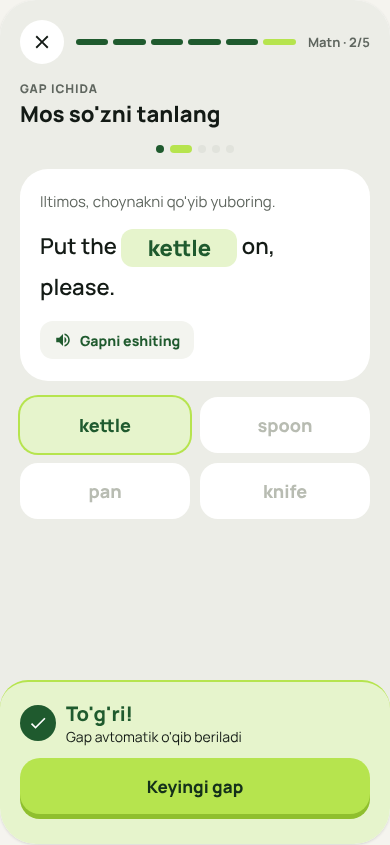 Matn · 2/5
GAP ICHIDA
Mos so'zni tanlang
Iltimos, choynakni qo'yib yuboring.
Put the kettle on,
please.
Gapni eshiting
kettle
spoon
pan
knife
To'g'ri!
Gap avtomatik o'qib beriladi
Keyingi gap